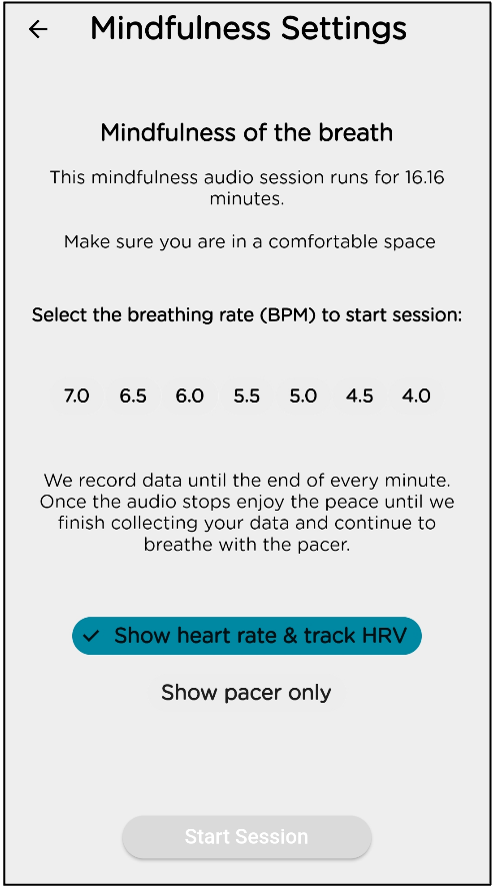 Mindfulness Settings
Mindfulness of the breath
This mindfulness audio session runs for 16.16
minutes.
Make sure you are in a comfortable space
Select the breathing rate (BPM) to start session:
7.0 6.5 6.0 5.5 5.0 4.5 4.0
We record data until the end of every minute.
Once the audio stops enjoy the peace until we
finish collecting your data and continue to
breathe with the pacer.
Show heart rate & track HRV
Show pacer only
Start Session